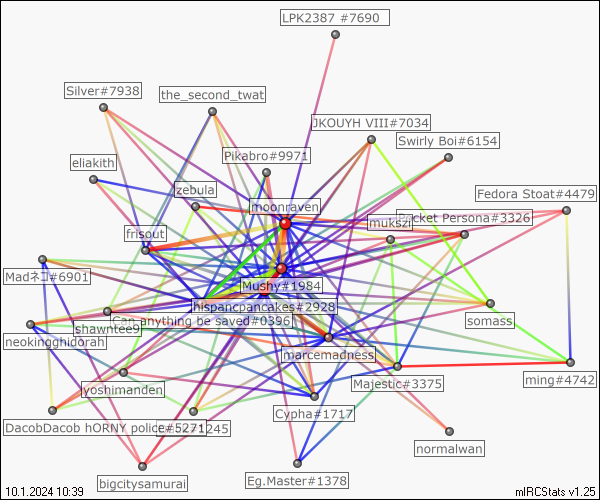 LPK2387 #7690
Silver#7938
the_second_twat
JKOUYH VIII#7034
Swirly Boi#6154
Pikabro#9971
eliakith
zebula
Fedora Stoat#4479
moonraven
mukszi
Packet Persona#3326
frisout
Madネコ#6901
Mushy#1984
hispancpancakes#2928
somass
Can anything be saved#0396
shawntee9
neokingghidorah
marcemadness
ming#4742
Majestic#3375
yoshimanden
Cypha#1717
DacobDacob hORNY police#5271
1245
normalwan
bigcitysamurai
Eg.Master#1378
10.1.2024 10:39
mIRCStats v1.25